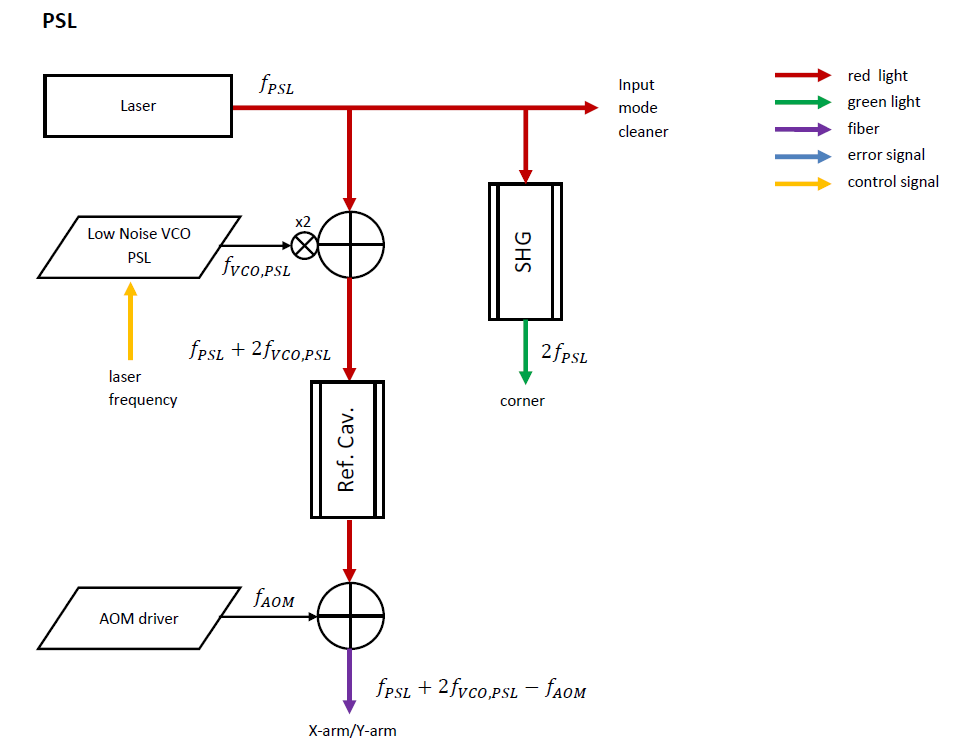 PSL
Laser
f_PSL
Input
mode
cleaner
red light
green light
fiber
error signal
control signal
Low Noise VCO
PSL
x2
f_VCO,PSL
SHG
f_PSL + 2f_VCO,PSL
2f_PSL
laser
frequency
corner
Ref. Cav.
AOM driver
f_AOM
f_PSL + 2f_VCO,PSL − f_AOM
X-arm/Y-arm